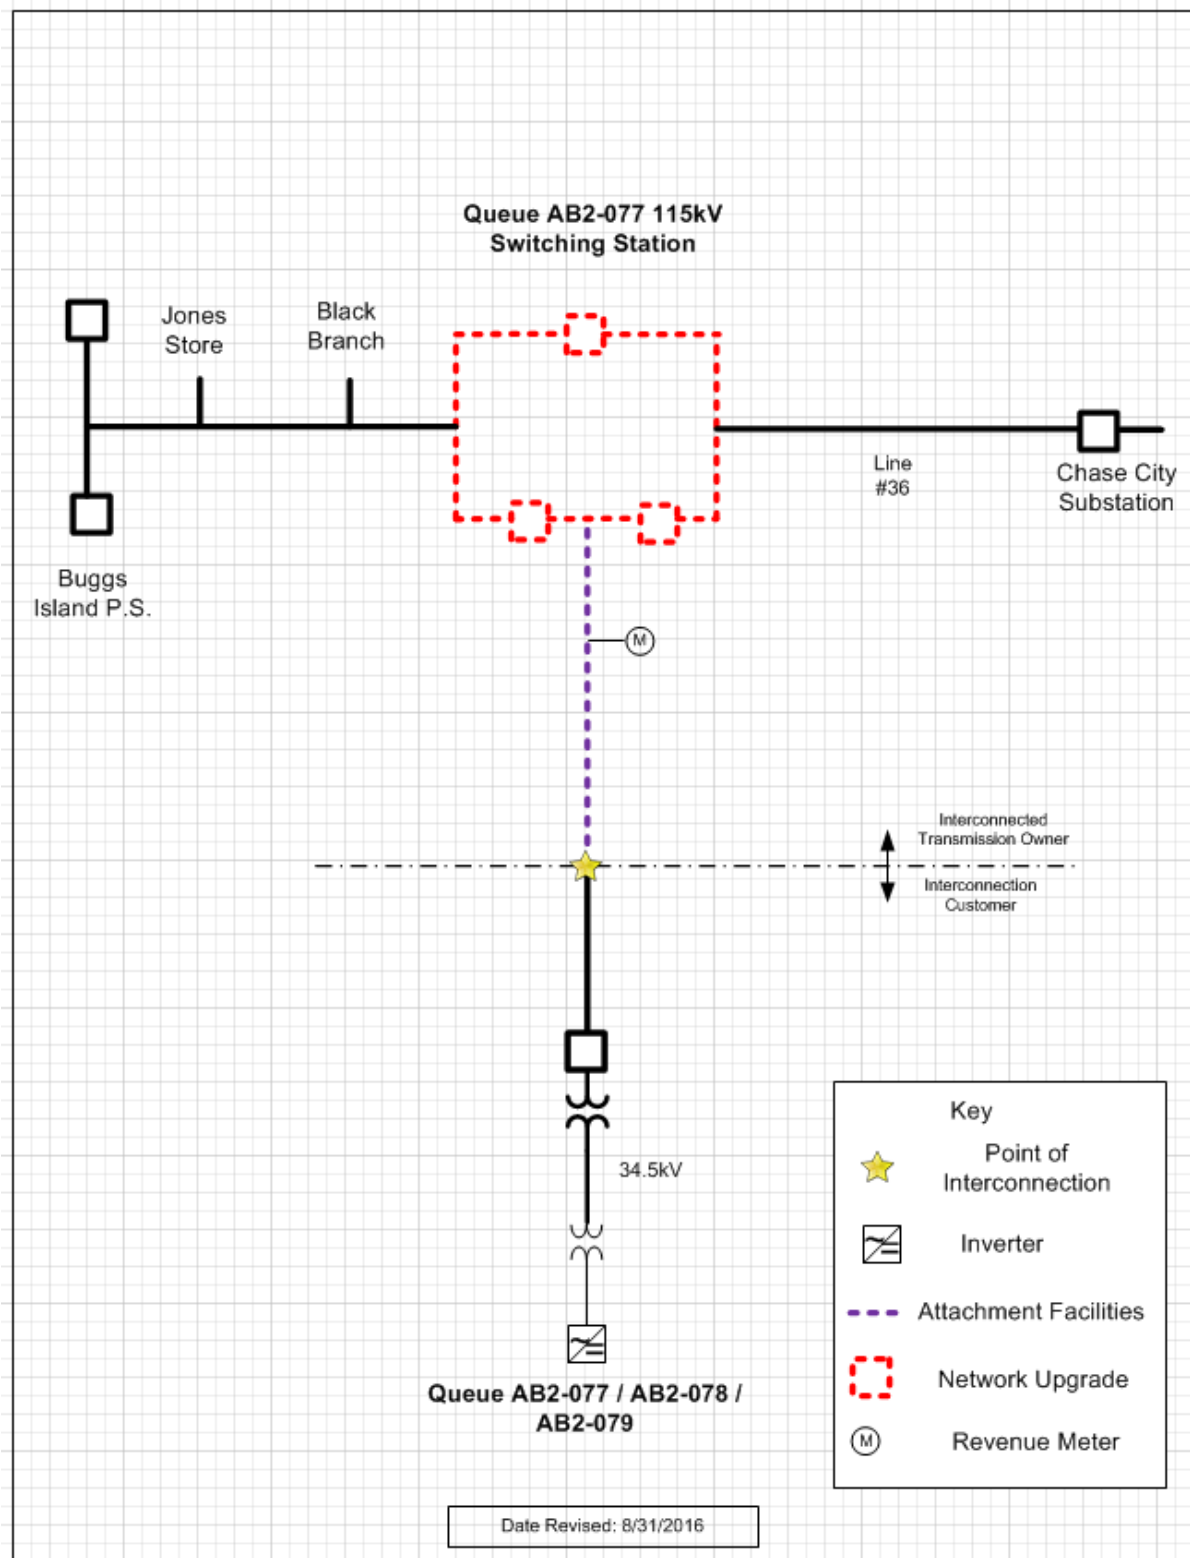 Queue AB2-077 115kV
Switching Station
Jones
Store
Black
Branch
Line
#36
Chase City
Substation
Buggs
Island P.S.
M
Interconnected
Transmission Owner
Interconnection
Customer
34.5kV
Queue AB2-077 / AB2-078 /
AB2-079
Key
Point of
Interconnection
Inverter
Attachment Facilities
Network Upgrade
M
Revenue Meter
Date Revised: 8/31/2016